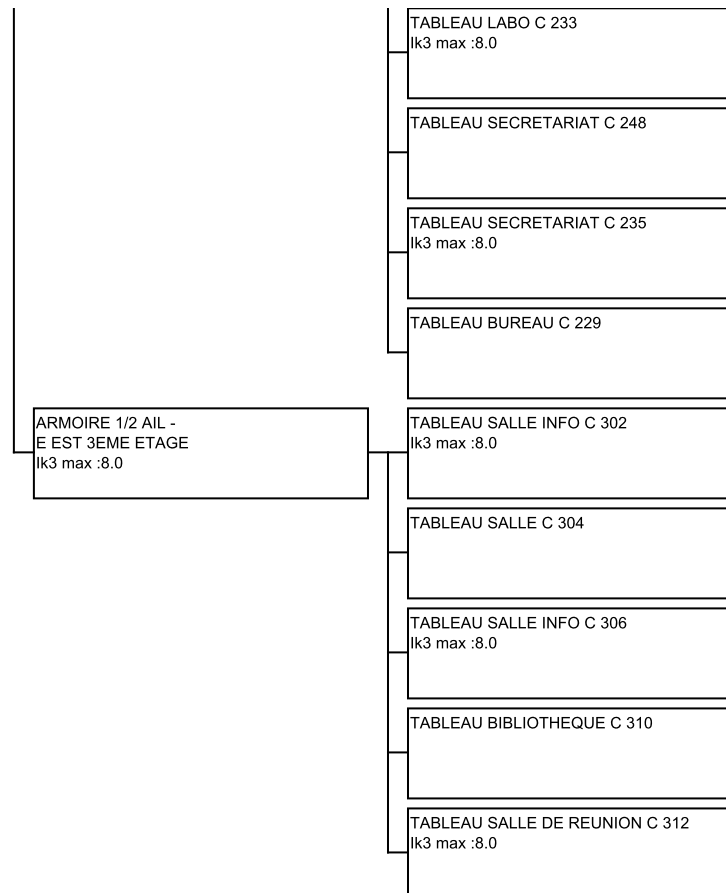 TABLEAU LABO C 233
Ik3 max :8.0
TABLEAU SECRETARIAT C 248
TABLEAU SECRETARIAT C 235
Ik3 max :8.0
TABLEAU BUREAU C 229
ARMOIRE 1/2 AIL -
E EST 3EME ETAGE
Ik3 max :8.0
TABLEAU SALLE INFO C 302
Ik3 max :8.0
TABLEAU SALLE C 304
TABLEAU SALLE INFO C 306
Ik3 max :8.0
TABLEAU BIBLIOTHEQUE C 310
TABLEAU SALLE DE REUNION C 312
Ik3 max :8.0